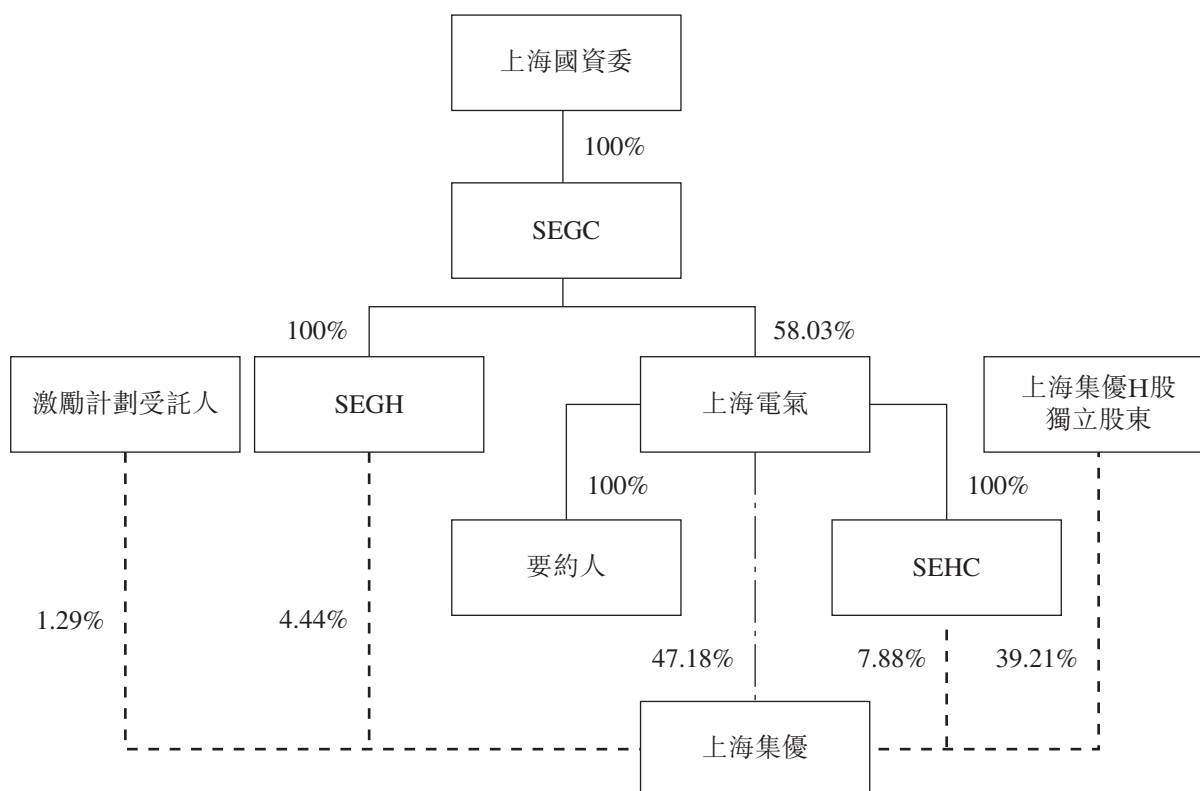 上海國資委
100%
SEGC
100%
58.03%
激勵計劃受託人
SEGH
上海電氣
上海集優H股
獨立股東
100%
100%
要約人
SEHC
1.29%
4.44%
47.18%
7.88%
39.21%
上海集優